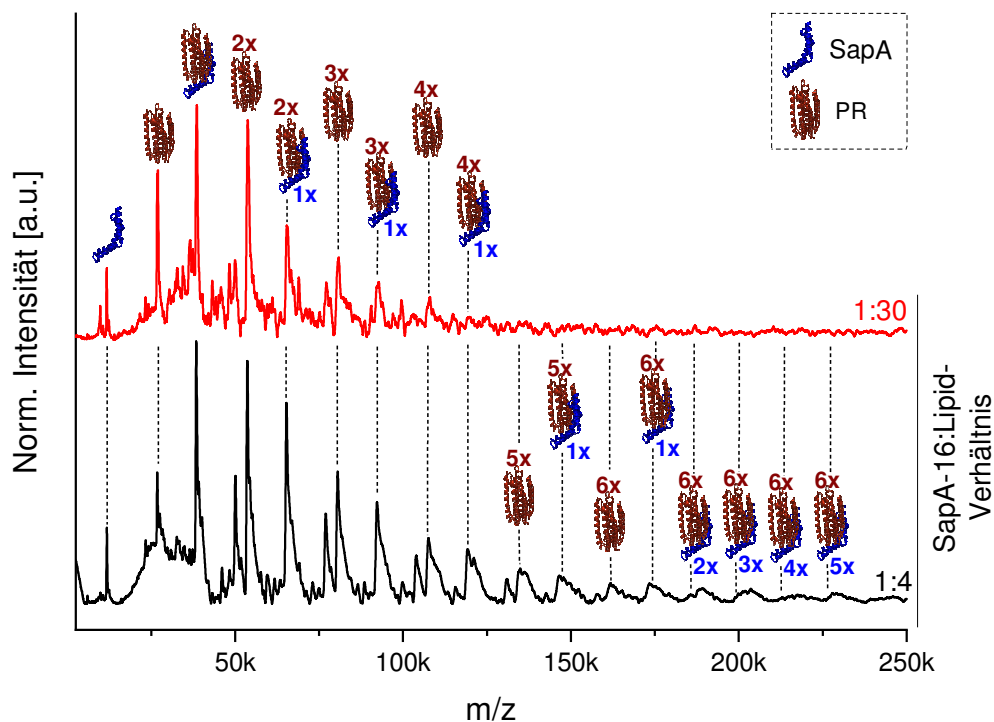 SapA
PR
2x
2x
1x
3x
3x
1x
4x
4x
1x
1:30
5x
5x
1x
6x
6x
1x
6x
2x
6x
3x
6x
4x
6x
5x
1:4
50k
100k
150k
200k
250k
m/z
Norm. Intensität [a.u.]
SapA-16:Lipid-
Verhältnis